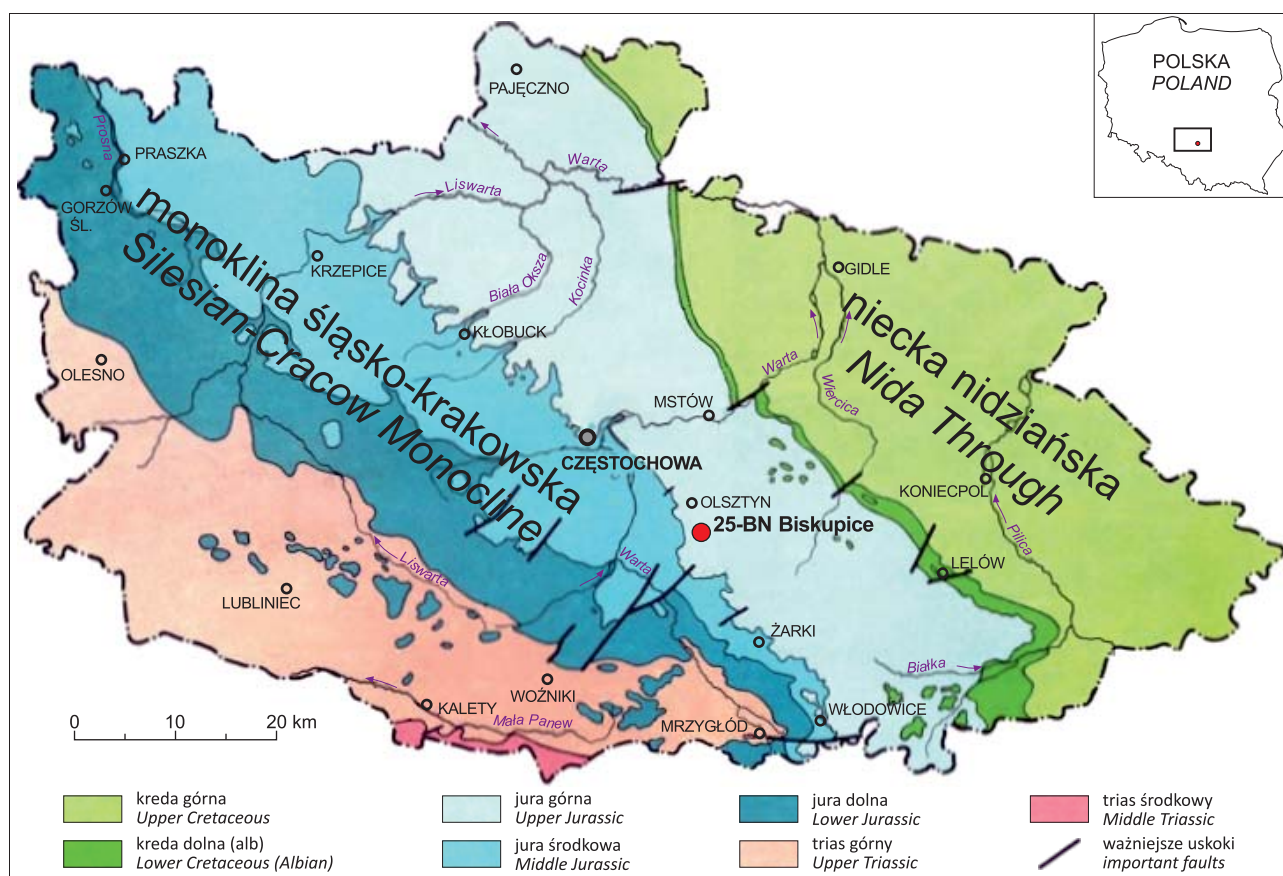 POLSKA
POLAND
PAJĘCZNO
Prosna
PRASZKA
Warta
Liswarta
GORZÓW
ŚL.
monoklina śląsko-krakowska
Silesian-Cracow Monocline
KRZEPICE
Biała Oksza
Kocinka
GIDLE
niecka nidziańska
Nida Through
KŁOBUCK
OLESNO
Warta
Wiercica
MSTÓW
CZĘSTOCHOWA
KONIECPOL
OLSZTYN
25-BN Biskupice
Pilica
Liswarta
Warta
LELÓW
LUBLINIEC
ŻARKI
Białka
WOŹNIKI
KALETY
Mała Panew
MRZYGŁÓD
WŁODOWICE
0 10 20 km
kreda górna
Upper Cretaceous
kreda dolna (alb)
Lower Cretaceous (Albian)
jura górna
Upper Jurassic
jura środkowa
Middle Jurassic
jura dolna
Lower Jurassic
trias górny
Upper Triassic
trias środkowy
Middle Triassic
ważniejsze uskoki
important faults